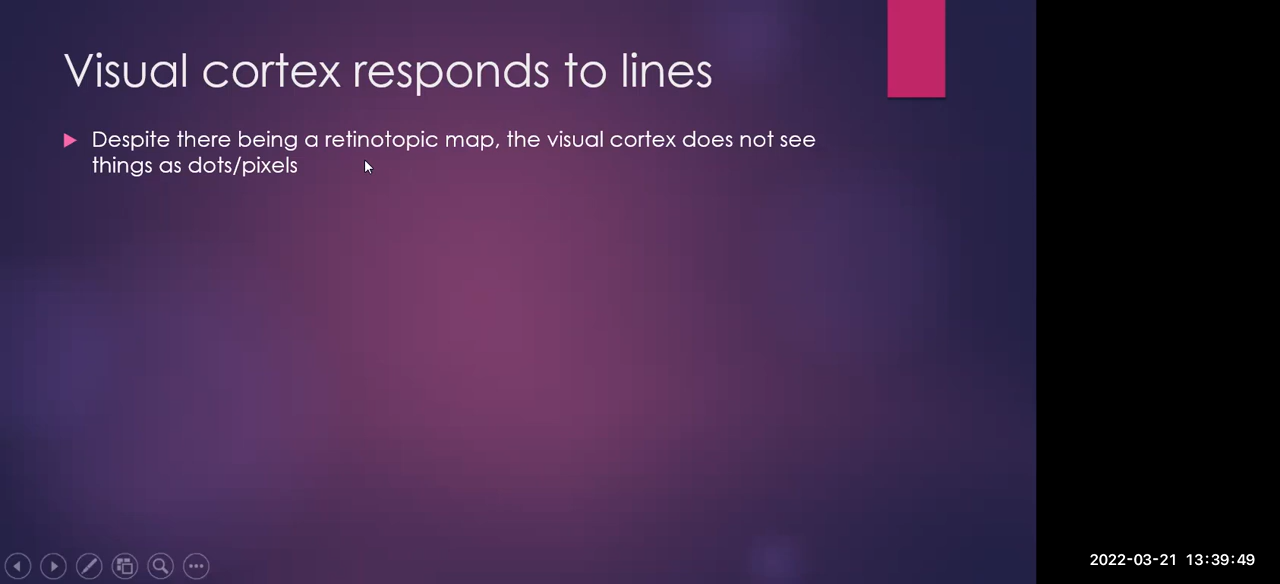 Visual cortex responds to lines
Despite there being a retinotopic map, the visual cortex does not see
things as dots/pixels
2022-03-21 13:39:49